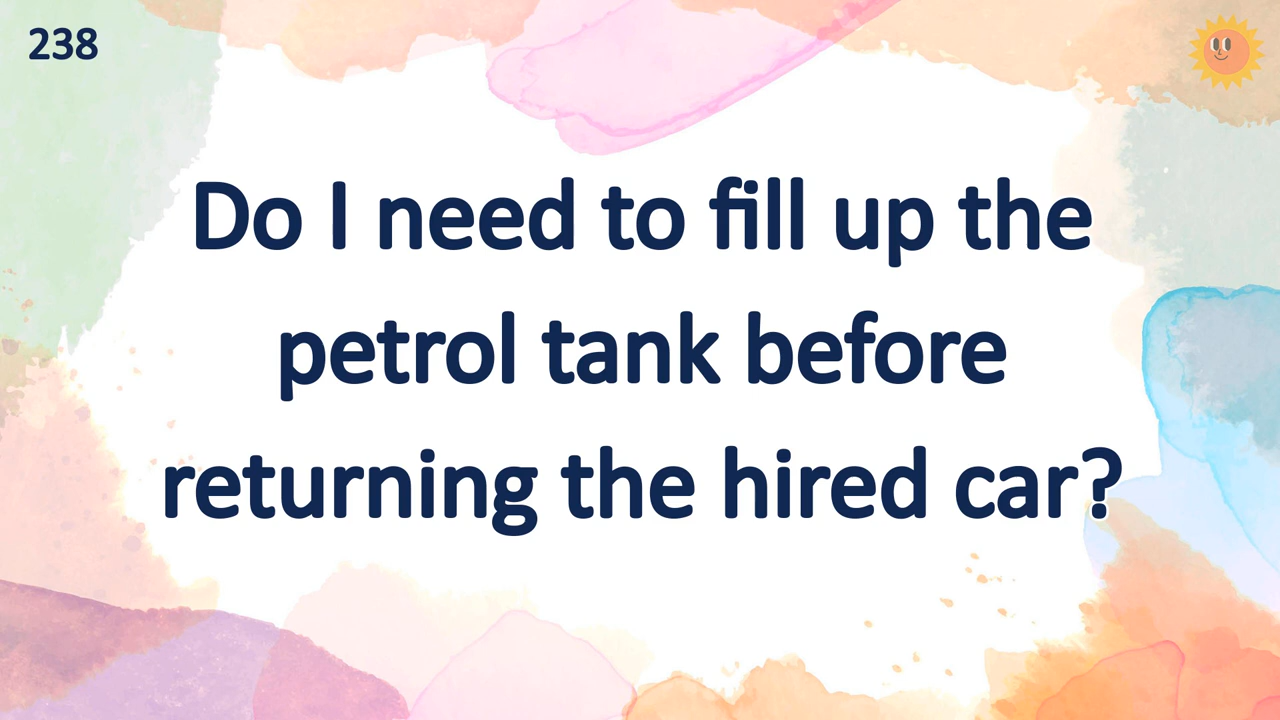 238
Do I need to fill up the
petrol tank before
returning the hired car?